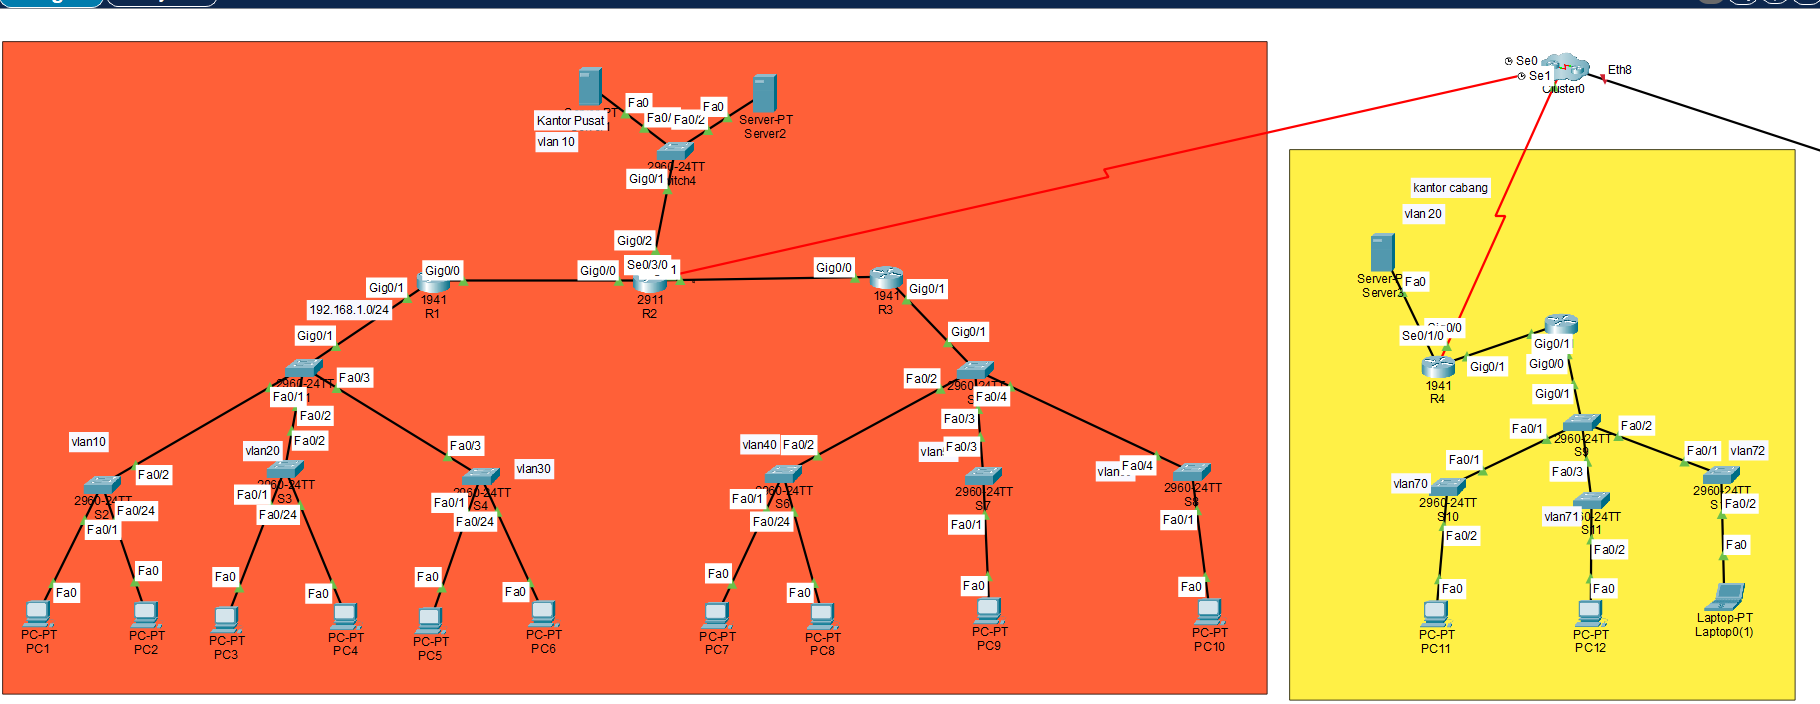 Se0
Se1
Eth8
Cluster0
Fa0
Fa0/
Fa0/2
Fa0
Kantor Pusat
vlan 10
Server-PT
Server2
2960-24TT
Gig0/1
Gig0/2
Gig0/0
Gig0/0
Se0/3/0
1
Gig0/0
Gig0/1
192.168.1.0/24
1941
R1
2911
R2
1941
R3
Gig0/1
Gig0/1
Gig0/1
2960-24TT
Fa0/1
Fa0/3
Fa0/2
Fa0/2
Fa0/2
2960-24TT
Fa0/4
Fa0/3
Fa0/3
vlan10
vlan20
Fa0/3
vlan30
vlan40
Fa0/2
vlan
Fa0/4
Fa0/2
2960-24TT
S2
Fa0/24
Fa0/1
2960-24TT
S3
Fa0/1
Fa0/24
2960-24TT
S4
Fa0/1
Fa0/24
2960-24TT
S6
Fa0/1
Fa0/24
2960-24TT
S7
Fa0/1
2960-24TT
S8
Fa0/1
Fa0
Fa0
Fa0
Fa0
Fa0
Fa0
Fa0
Fa0
Fa0
Fa0
PC-PT
PC1
PC-PT
PC2
PC-PT
PC3
PC-PT
PC4
PC-PT
PC5
PC-PT
PC6
PC-PT
PC7
PC-PT
PC8
PC-PT
PC9
PC-PT
PC10
kantor cabang
vlan 20
Server3
Fa0
Se0/1/0
Gig0/1
1941
R4
Gig0/1
Gig0/0
Gig0/1
Fa0/1
Fa0/2
2960-24TT
S9
Fa0/1
Fa0/3
Fa0/1
vlan72
vlan70
2960-24TT
S10
Fa0/2
vlan71
S11
Fa0/2
Fa0/2
Fa0
Fa0
Fa0
PC-PT
PC11
PC-PT
PC12
Laptop-PT
Laptop0(1)